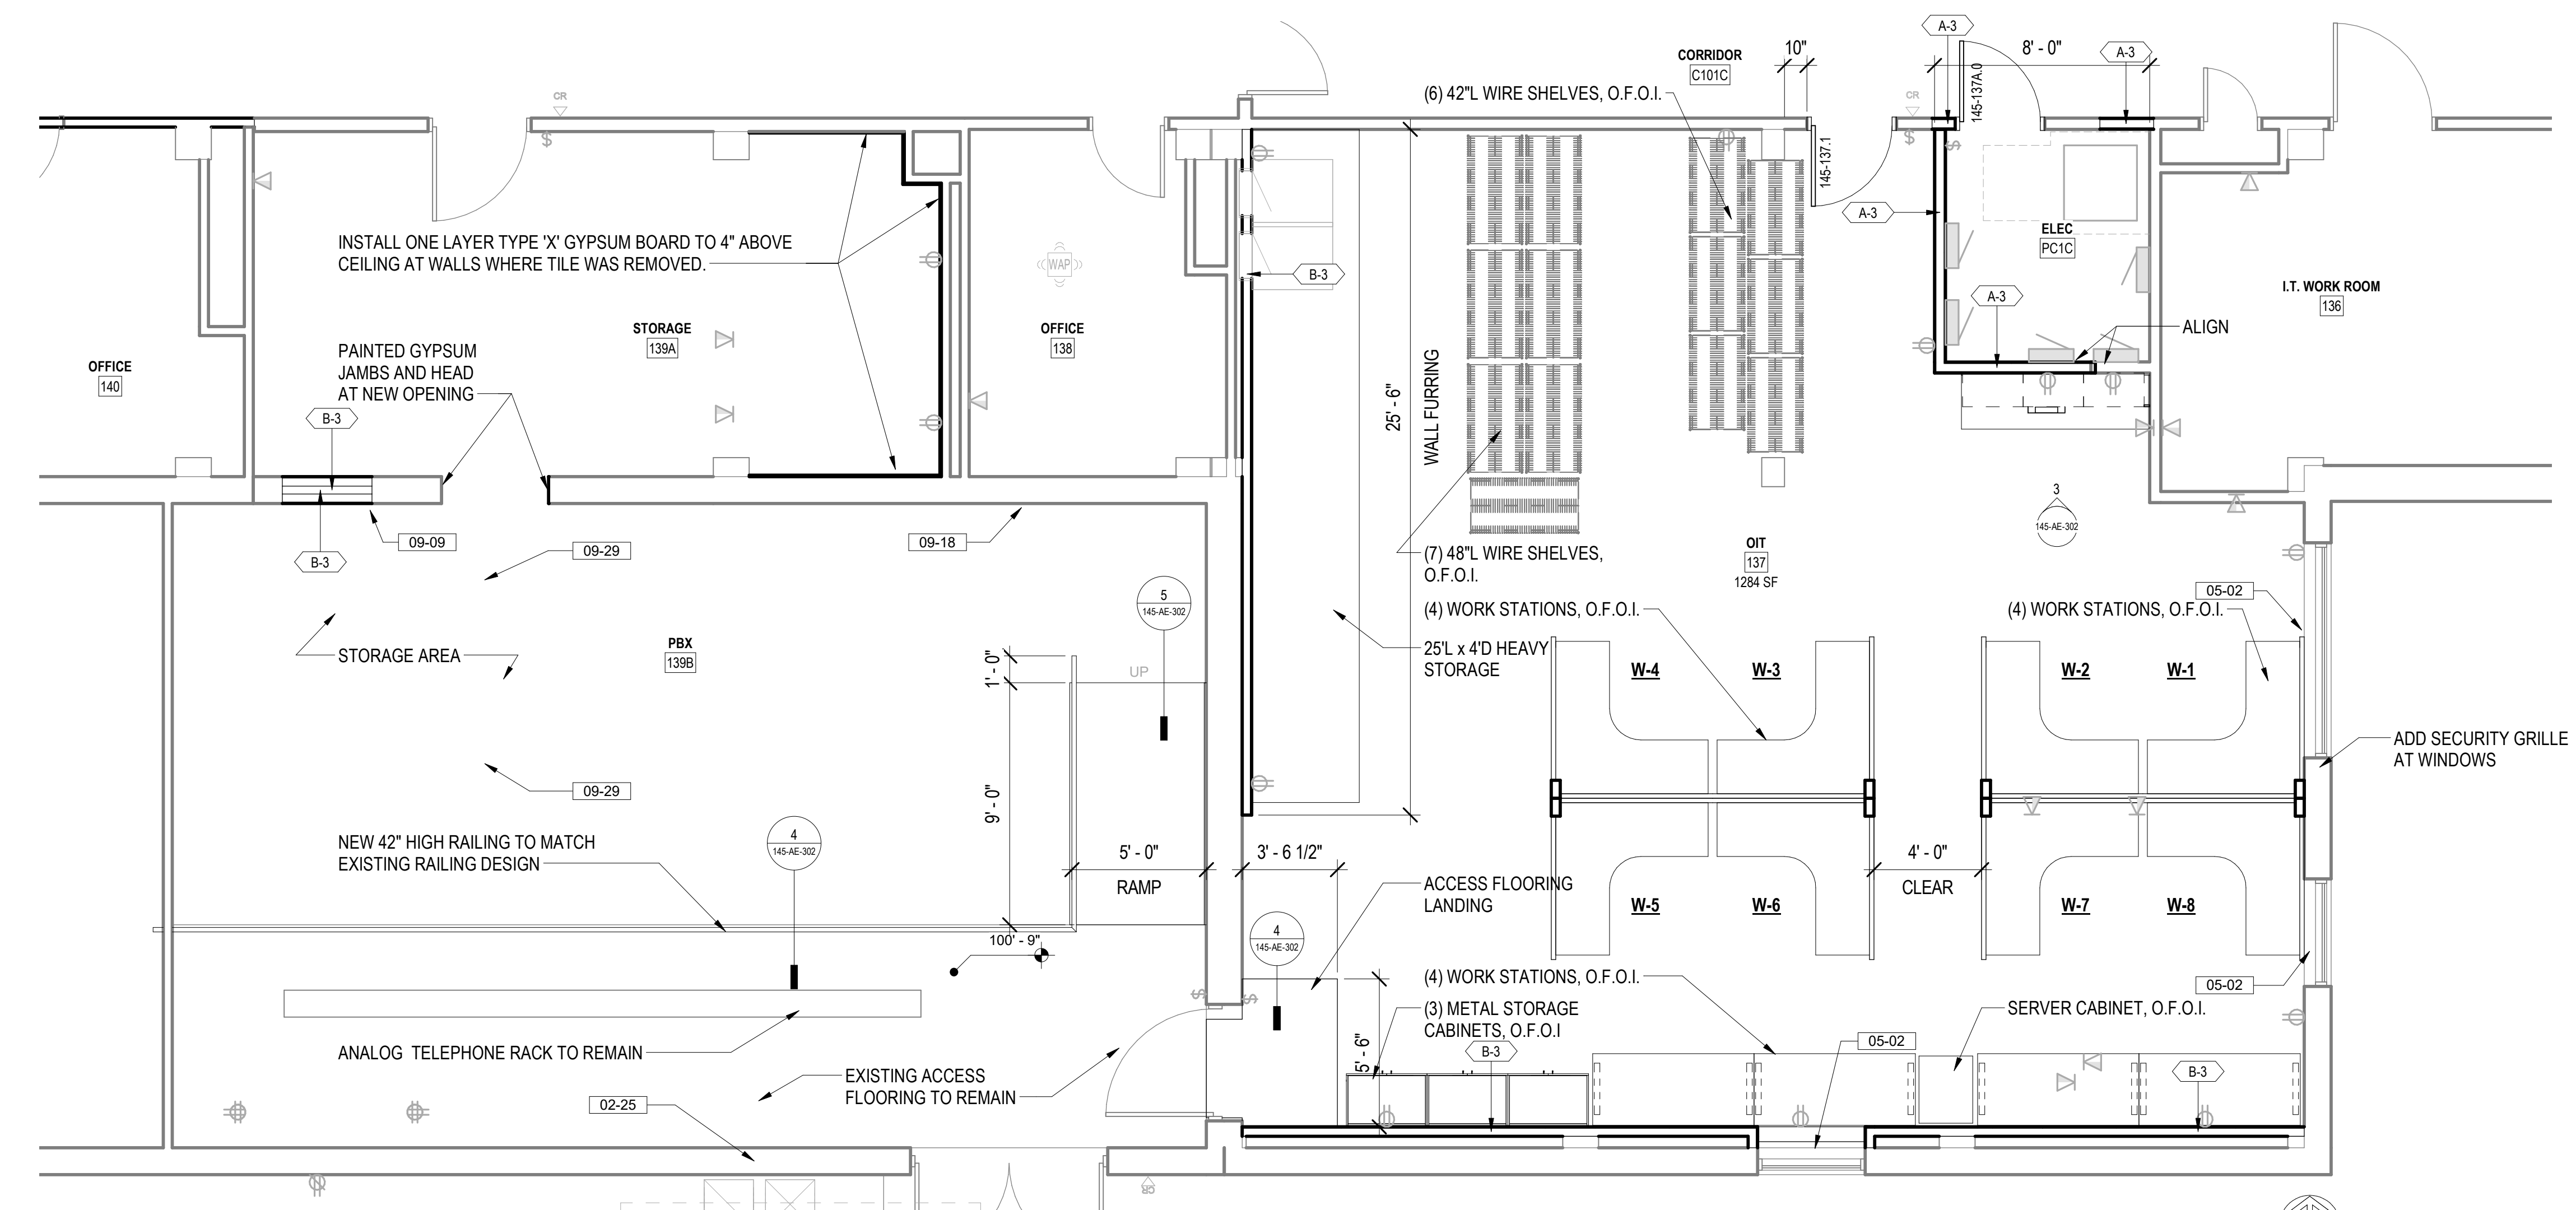 A-3
CORRIDOR
C101C
10"
8' - 0"
A-3
(6) 42"L WIRE SHELVES, O.F.O.I.
145-137A.0
CR
CR
$
$
$
145-137.1
INSTALL ONE LAYER TYPE 'X' GYPSUM BOARD TO 4" ABOVE
CEILING AT WALLS WHERE TILE WAS REMOVED.
WAP
B-3
A-3
ELEC
PC1C
A-3
I.T. WORK ROOM
136
ALIGN
STORAGE
139A
OFFICE
138
OFFICE
140
PAINTED GYPSUM
JAMBS AND HEAD
AT NEW OPENING
B-3
25' - 6"
WALL FURRING
3
145-AE-302
09-09
B-3
09-29
09-18
OIT
137
1284 SF
(7) 48"L WIRE SHELVES,
O.F.O.I.
5
145-AE-302
05-02
(4) WORK STATIONS, O.F.O.I.
(4) WORK STATIONS, O.F.O.I.
STORAGE AREA
PBX
139B
1' - 0"
UP
25'L x 4'D HEAVY
STORAGE
W-4
W-3
W-2
W-1
ADD SECURITY GRILLE
AT WINDOWS
09-29
9' - 0"
NEW 42" HIGH RAILING TO MATCH
EXISTING RAILING DESIGN
4
145-AE-302
5' - 0"
RAMP
3' - 6 1/2"
4' - 0"
CLEAR
ACCESS FLOORING
LANDING
W-5
W-6
W-7
W-8
100' - 9"
4
145-AE-302
(4) WORK STATIONS, O.F.O.I.
05-02
$
$
(3) METAL STORAGE
CABINETS, O.F.O.I
SERVER CABINET, O.F.O.I.
B-3
5' - 6"
05-02
ANALOG TELEPHONE RACK TO REMAIN
EXISTING ACCESS
FLOORING TO REMAIN
B-3
02-25
CR